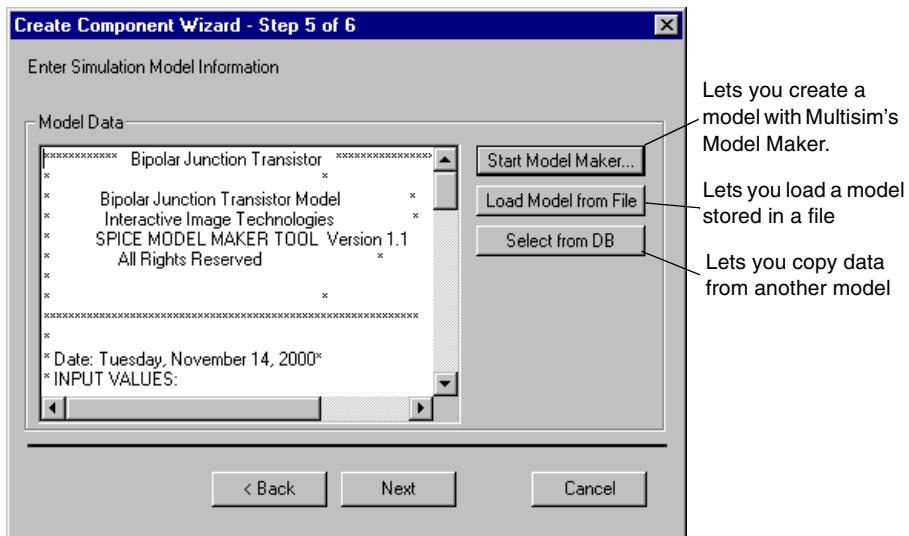 Create Component Wizard - Step 5 of 6
Enter Simulation Model Information
Model Data
************ Bipolar Junction Transistor ****************
* *
* Bipolar Junction Transistor Model *
* Interactive Image Technologies *
* SPICE MODEL MAKER TOOL Version 1.1
* All Rights Reserved *
*
* *
**************************************************************
*
* Date: Tuesday, November 14, 2000*
* INPUT VALUES:
Start Model Maker...
Load Model from File
Select from DB
< Back
Next
Cancel
Lets you create a
model with Multisim's
Model Maker.
Lets you load a model
stored in a file
Lets you copy data
from another model